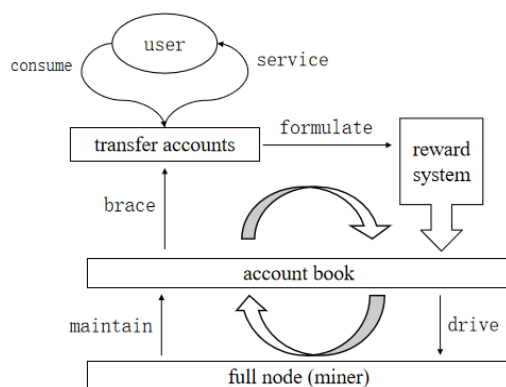 user
consume
service
transfer accounts
formulate
reward
system
brace
account book
maintain
drive
full node (miner)